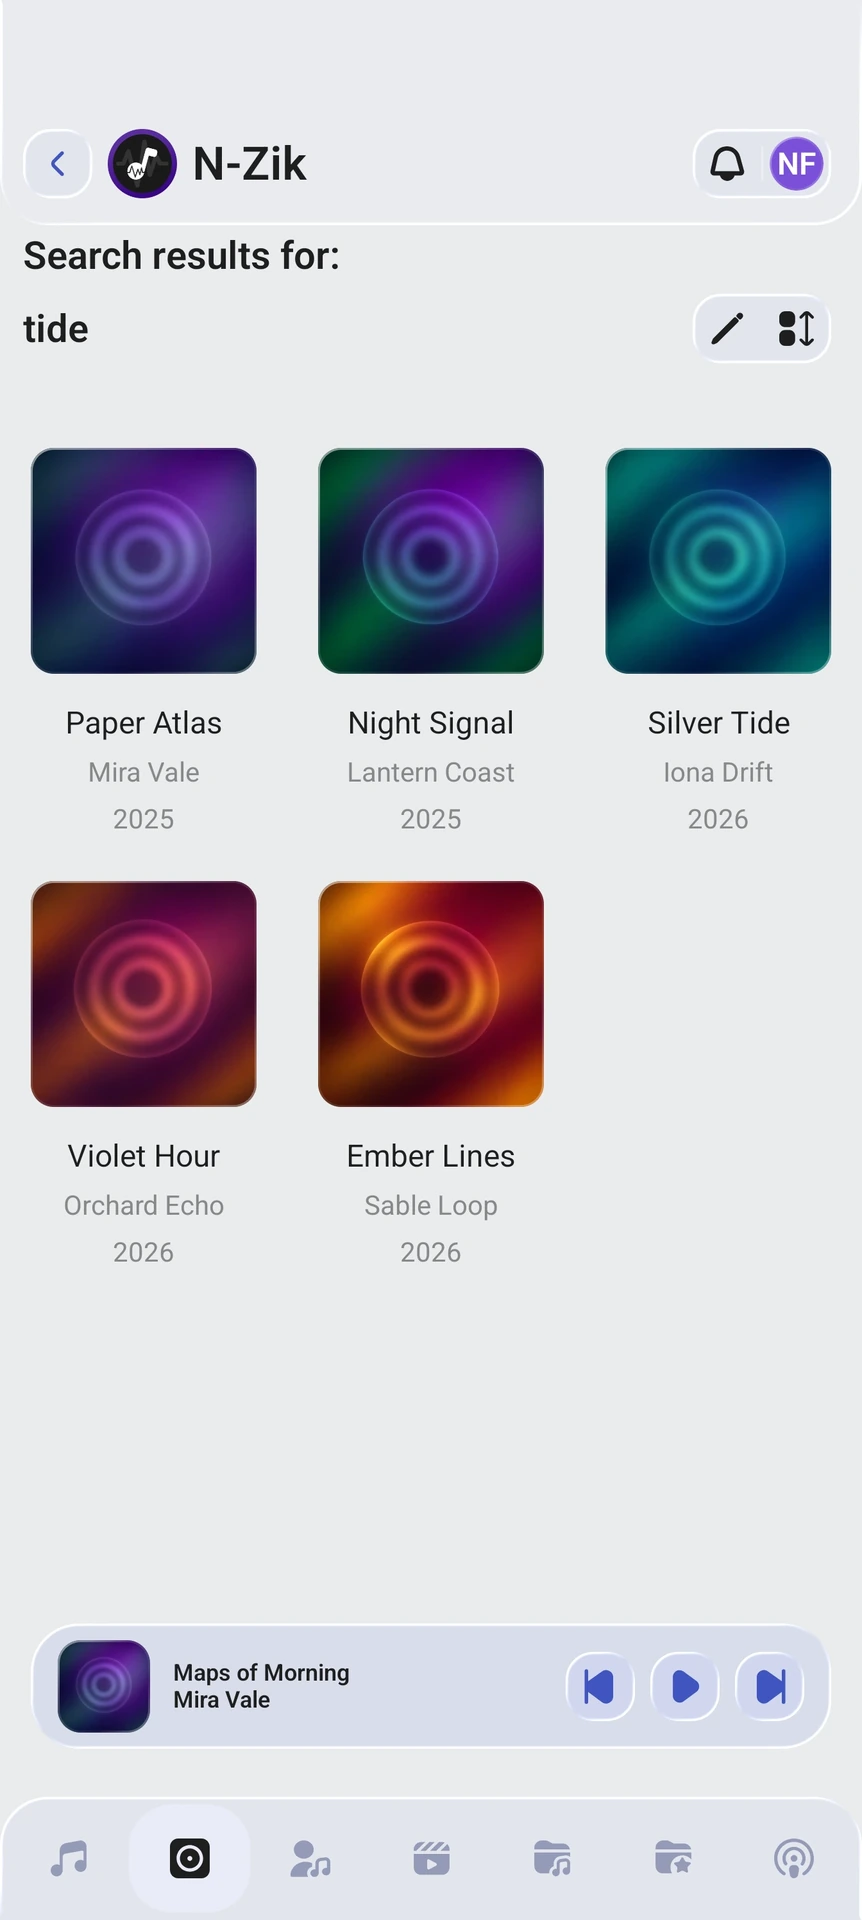 N-Zik
NF
Search results for:
tide
Paper Atlas
Mira Vale
2025
Night Signal
Lantern Coast
2025
Silver Tide
Iona Drift
2026
Violet Hour
Orchard Echo
2026
Ember Lines
Sable Loop
2026
Maps of Morning
Mira Vale